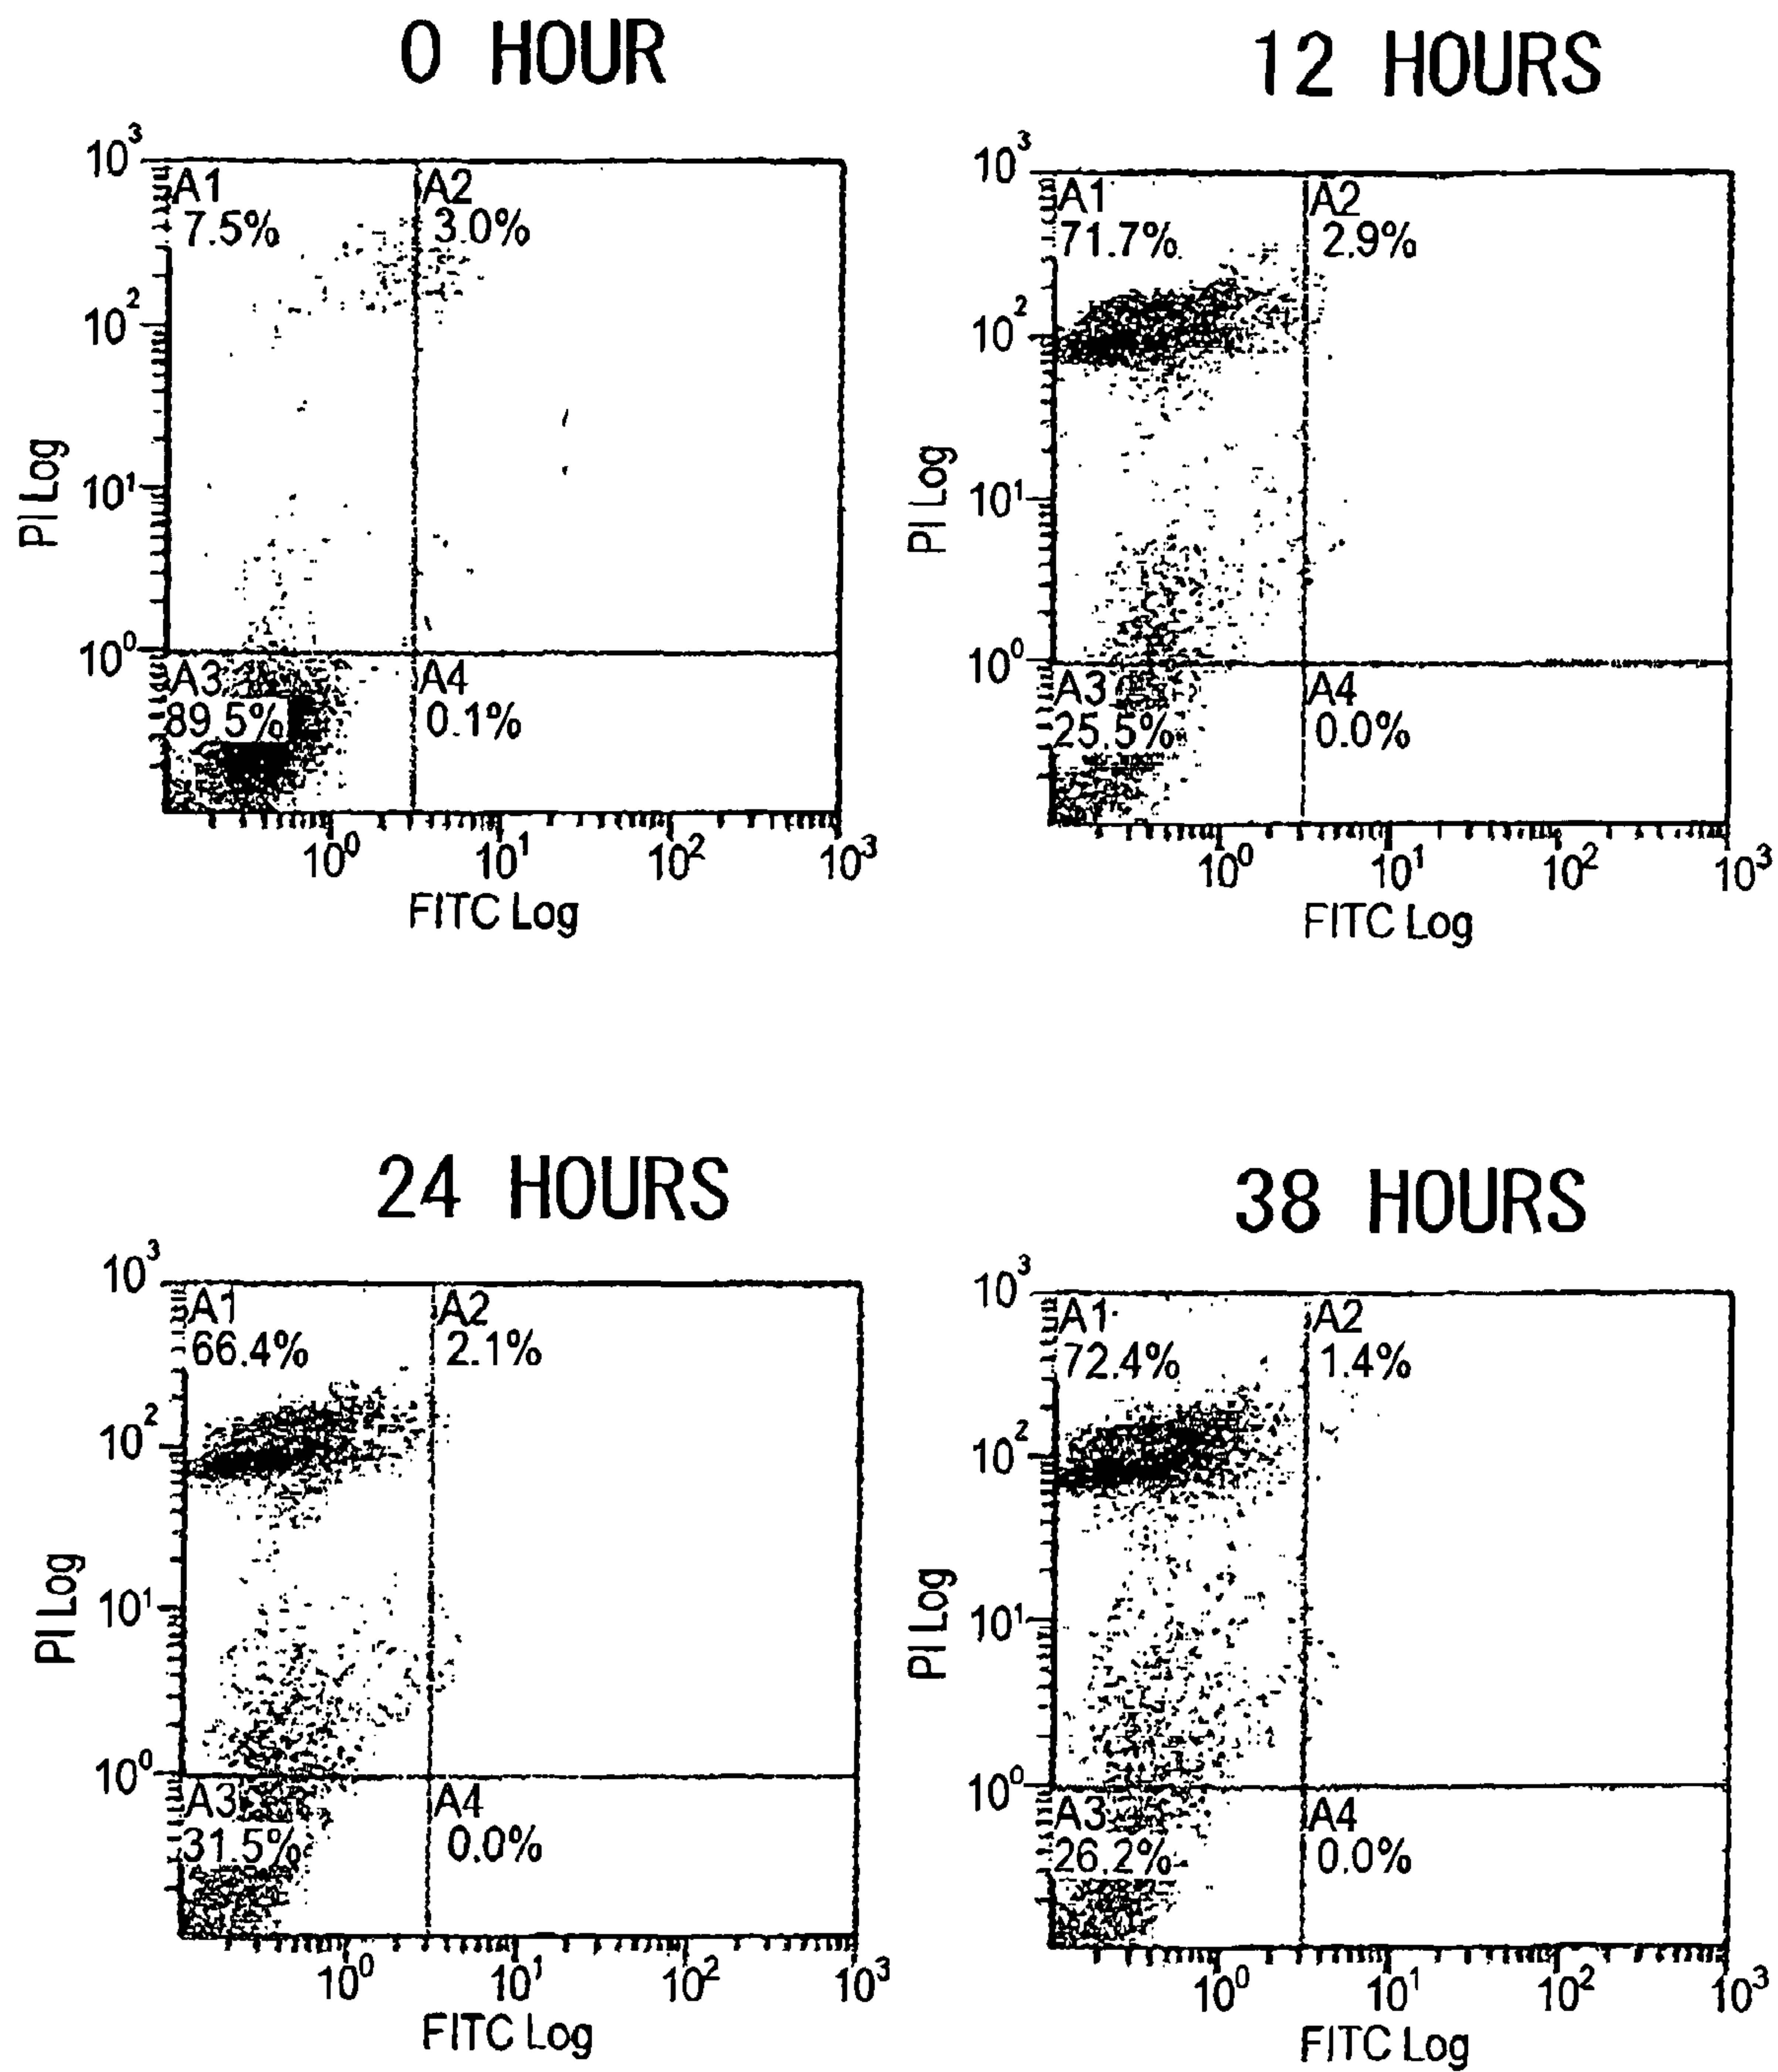 0 HOUR
10³
A1
7.5%
A2
3.0%
10²
PI Log
10¹
10⁰
A3
89.5%
A4
0.1%
10⁰
10¹
10²
10³
FITC Log
12 HOURS
10³
A1
71.7%
A2
2.9%
10²
PI Log
10¹
10⁰
A3
25.5%
A4
0.0%
10⁰
10¹
10²
10³
FITC Log
24 HOURS
10³
A1
66.4%
A2
2.1%
10²
PI Log
10¹
10⁰
A3
31.5%
A4
0.0%
10⁰
10¹
10²
10³
FITC Log
38 HOURS
10³
A1
72.4%
A2
1.4%
10²
PI Log
10¹
10⁰
A3
26.2%
A4
0.0%
10⁰
10¹
10²
10³
FITC Log